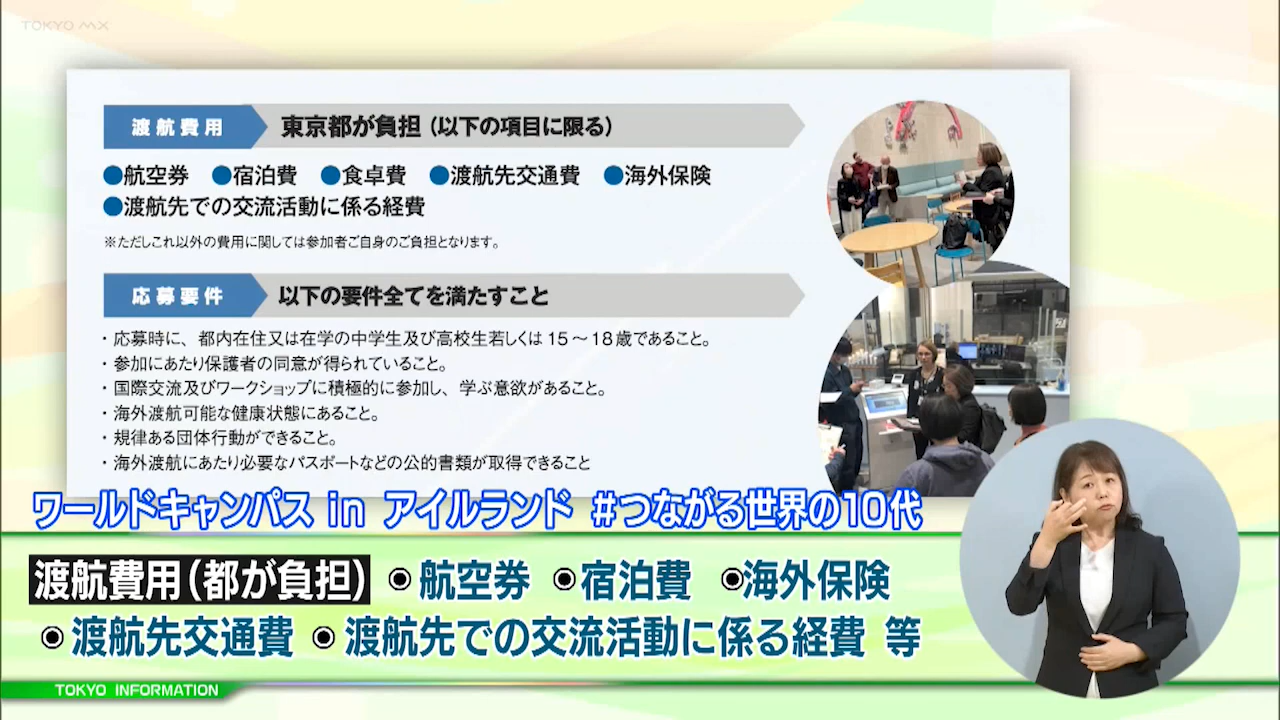 TOKYO MX
渡航費用 東京都が負担（以下の項目に限る）
●航空券 ●宿泊費 ●食卓費 ●渡航先交通費 ●海外保険
●渡航先での交流活動に係る経費
※ただしこれ以外の費用に関しては参加者ご自身のご負担となります。
応募要件 以下の要件全てを満たすこと
・応募時に、都内在住又は在学の中学生及び高校生若しくは15～18歳であること。
・参加にあたり保護者の同意が得られていること。
・国際交流及びワークショップに積極的に参加し、学ぶ意欲があること。
・海外渡航可能な健康状態にあること。
・規律ある団体行動ができること。
・海外渡航にあたり必要なパスポートなどの公的書類が取得できること
ワールドキャンパス in アイルランド #つながる世界の10代
渡航費用（都が負担） ◉航空券 ◉宿泊費 ◉海外保険
◉渡航先交通費 ◉渡航先での交流活動に係る経費 等
TOKYO INFORMATION